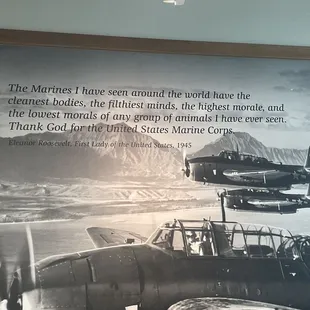 The Marines I have seen around the world have the
cleanest bodies, the filthiest minds, the highest morale, and
the lowest morals of any group of animals I have ever seen.
Thank God for the United States Marine Corps.
Eleanor Roosevelt, First Lady of the United States, 1945